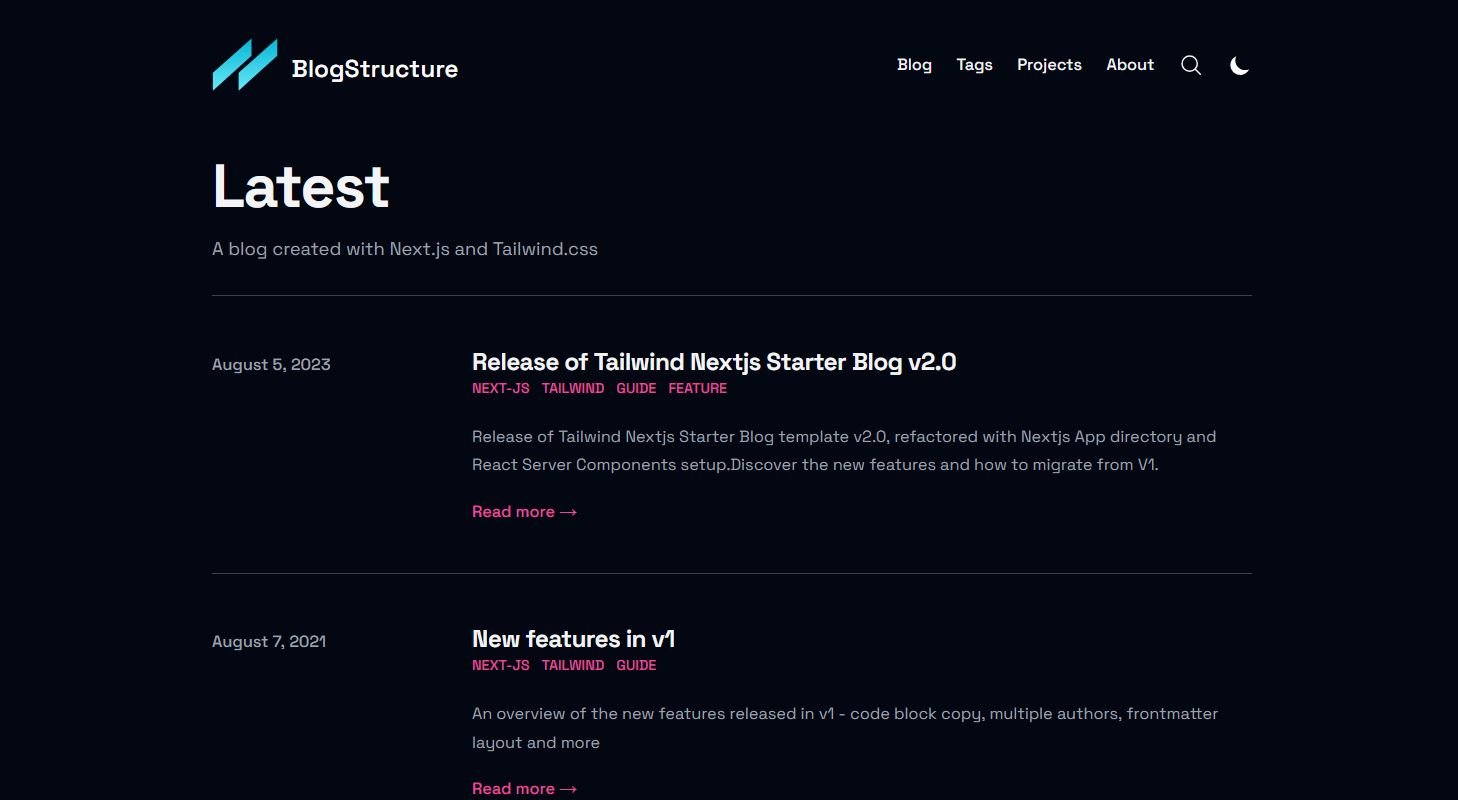 BlogStructure
Blog Tags Projects About
Latest
A blog created with Next.js and Tailwind.css
August 5, 2023
Release of Tailwind Nextjs Starter Blog v2.0
NEXT-JS TAILWIND GUIDE FEATURE
Release of Tailwind Nextjs Starter Blog template v2.0, refactored with Nextjs App directory and
React Server Components setup.Discover the new features and how to migrate from V1.
Read more →
August 7, 2021
New features in v1
NEXT-JS TAILWIND GUIDE
An overview of the new features released in v1 - code block copy, multiple authors, frontmatter
layout and more
Read more →